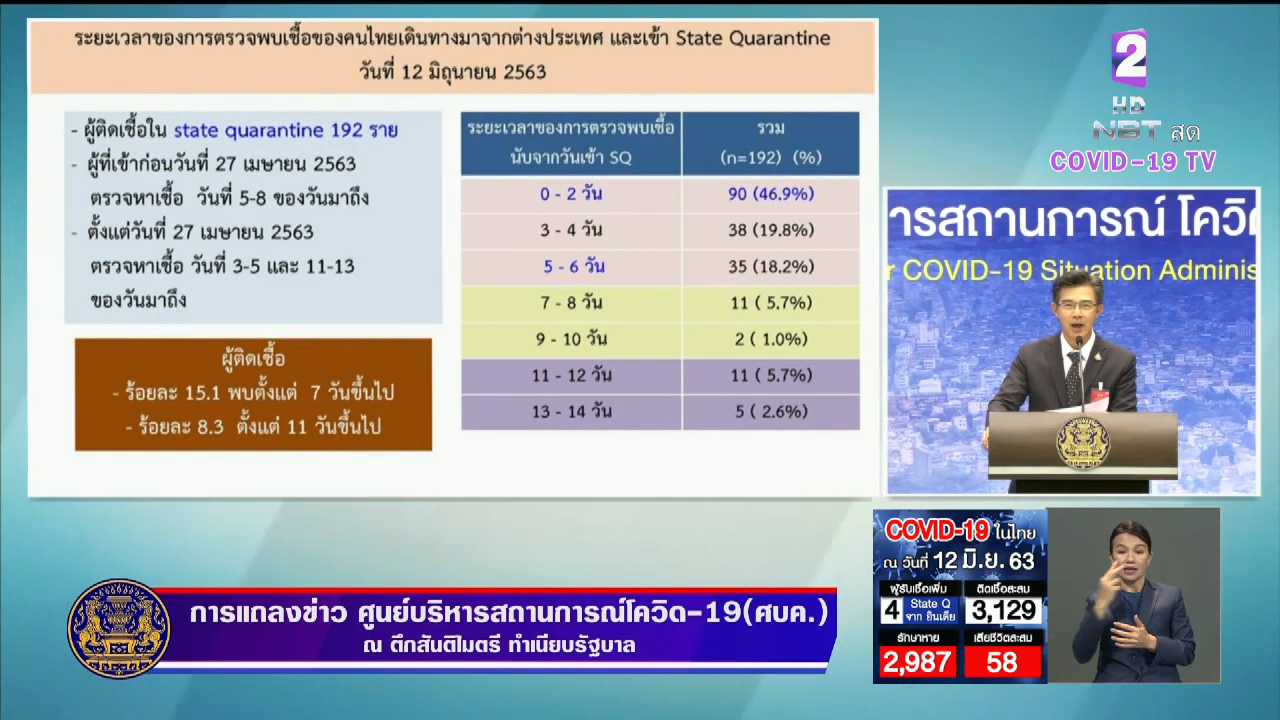 ระยะเวลาของการตรวจพบเชื้อของคนไทยเดินทางมาจากต่างประเทศ และเข้า State Quarantine
วันที่ 12 มิถุนายน 2563
- ผู้ติดเชื้อใน state quarantine 192 ราย
- ผู้ที่เข้าก่อนวันที่ 27 เมษายน 2563
ตรวจหาเชื้อ วันที่ 5-8 ของวันมาถึง
- ตั้งแต่วันที่ 27 เมษายน 2563
ตรวจหาเชื้อ วันที่ 3-5 และ 11-13
ของวันมาถึง
ผู้ติดเชื้อ
- ร้อยละ 15.1 พบตั้งแต่ 7 วันขึ้นไป
- ร้อยละ 8.3 ตั้งแต่ 11 วันขึ้นไป
ระยะเวลาของการตรวจพบเชื้อ รวม
นับจากวันเข้า SQ (n=192) (%)
0 - 2 วัน 90 (46.9%)
3 - 4 วัน 38 (19.8%)
5 - 6 วัน 35 (18.2%)
7 - 8 วัน 11 ( 5.7%)
9 - 10 วัน 2 ( 1.0%)
11 - 12 วัน 11 ( 5.7%)
13 - 14 วัน 5 ( 2.6%)
2
HD
NBT สด
COVID-19 TV
ารสถานการณ์ โควิด
r COVID-19 Situation Adminis
COVID-19 ในไทย
ณ วันที่ 12 มิ.ย. 63
ผู้รับเชื้อเพิ่ม ติดเชื้อสะสม
4 State Q จาก อินเดีย 3,129
รักษาหาย เสียชีวิตสะสม
2,987 58
การแถลงข่าว ศูนย์บริหารสถานการณ์โควิด-19(ศบค.)
ณ ตึกสันติไมตรี ทำเนียบรัฐบาล